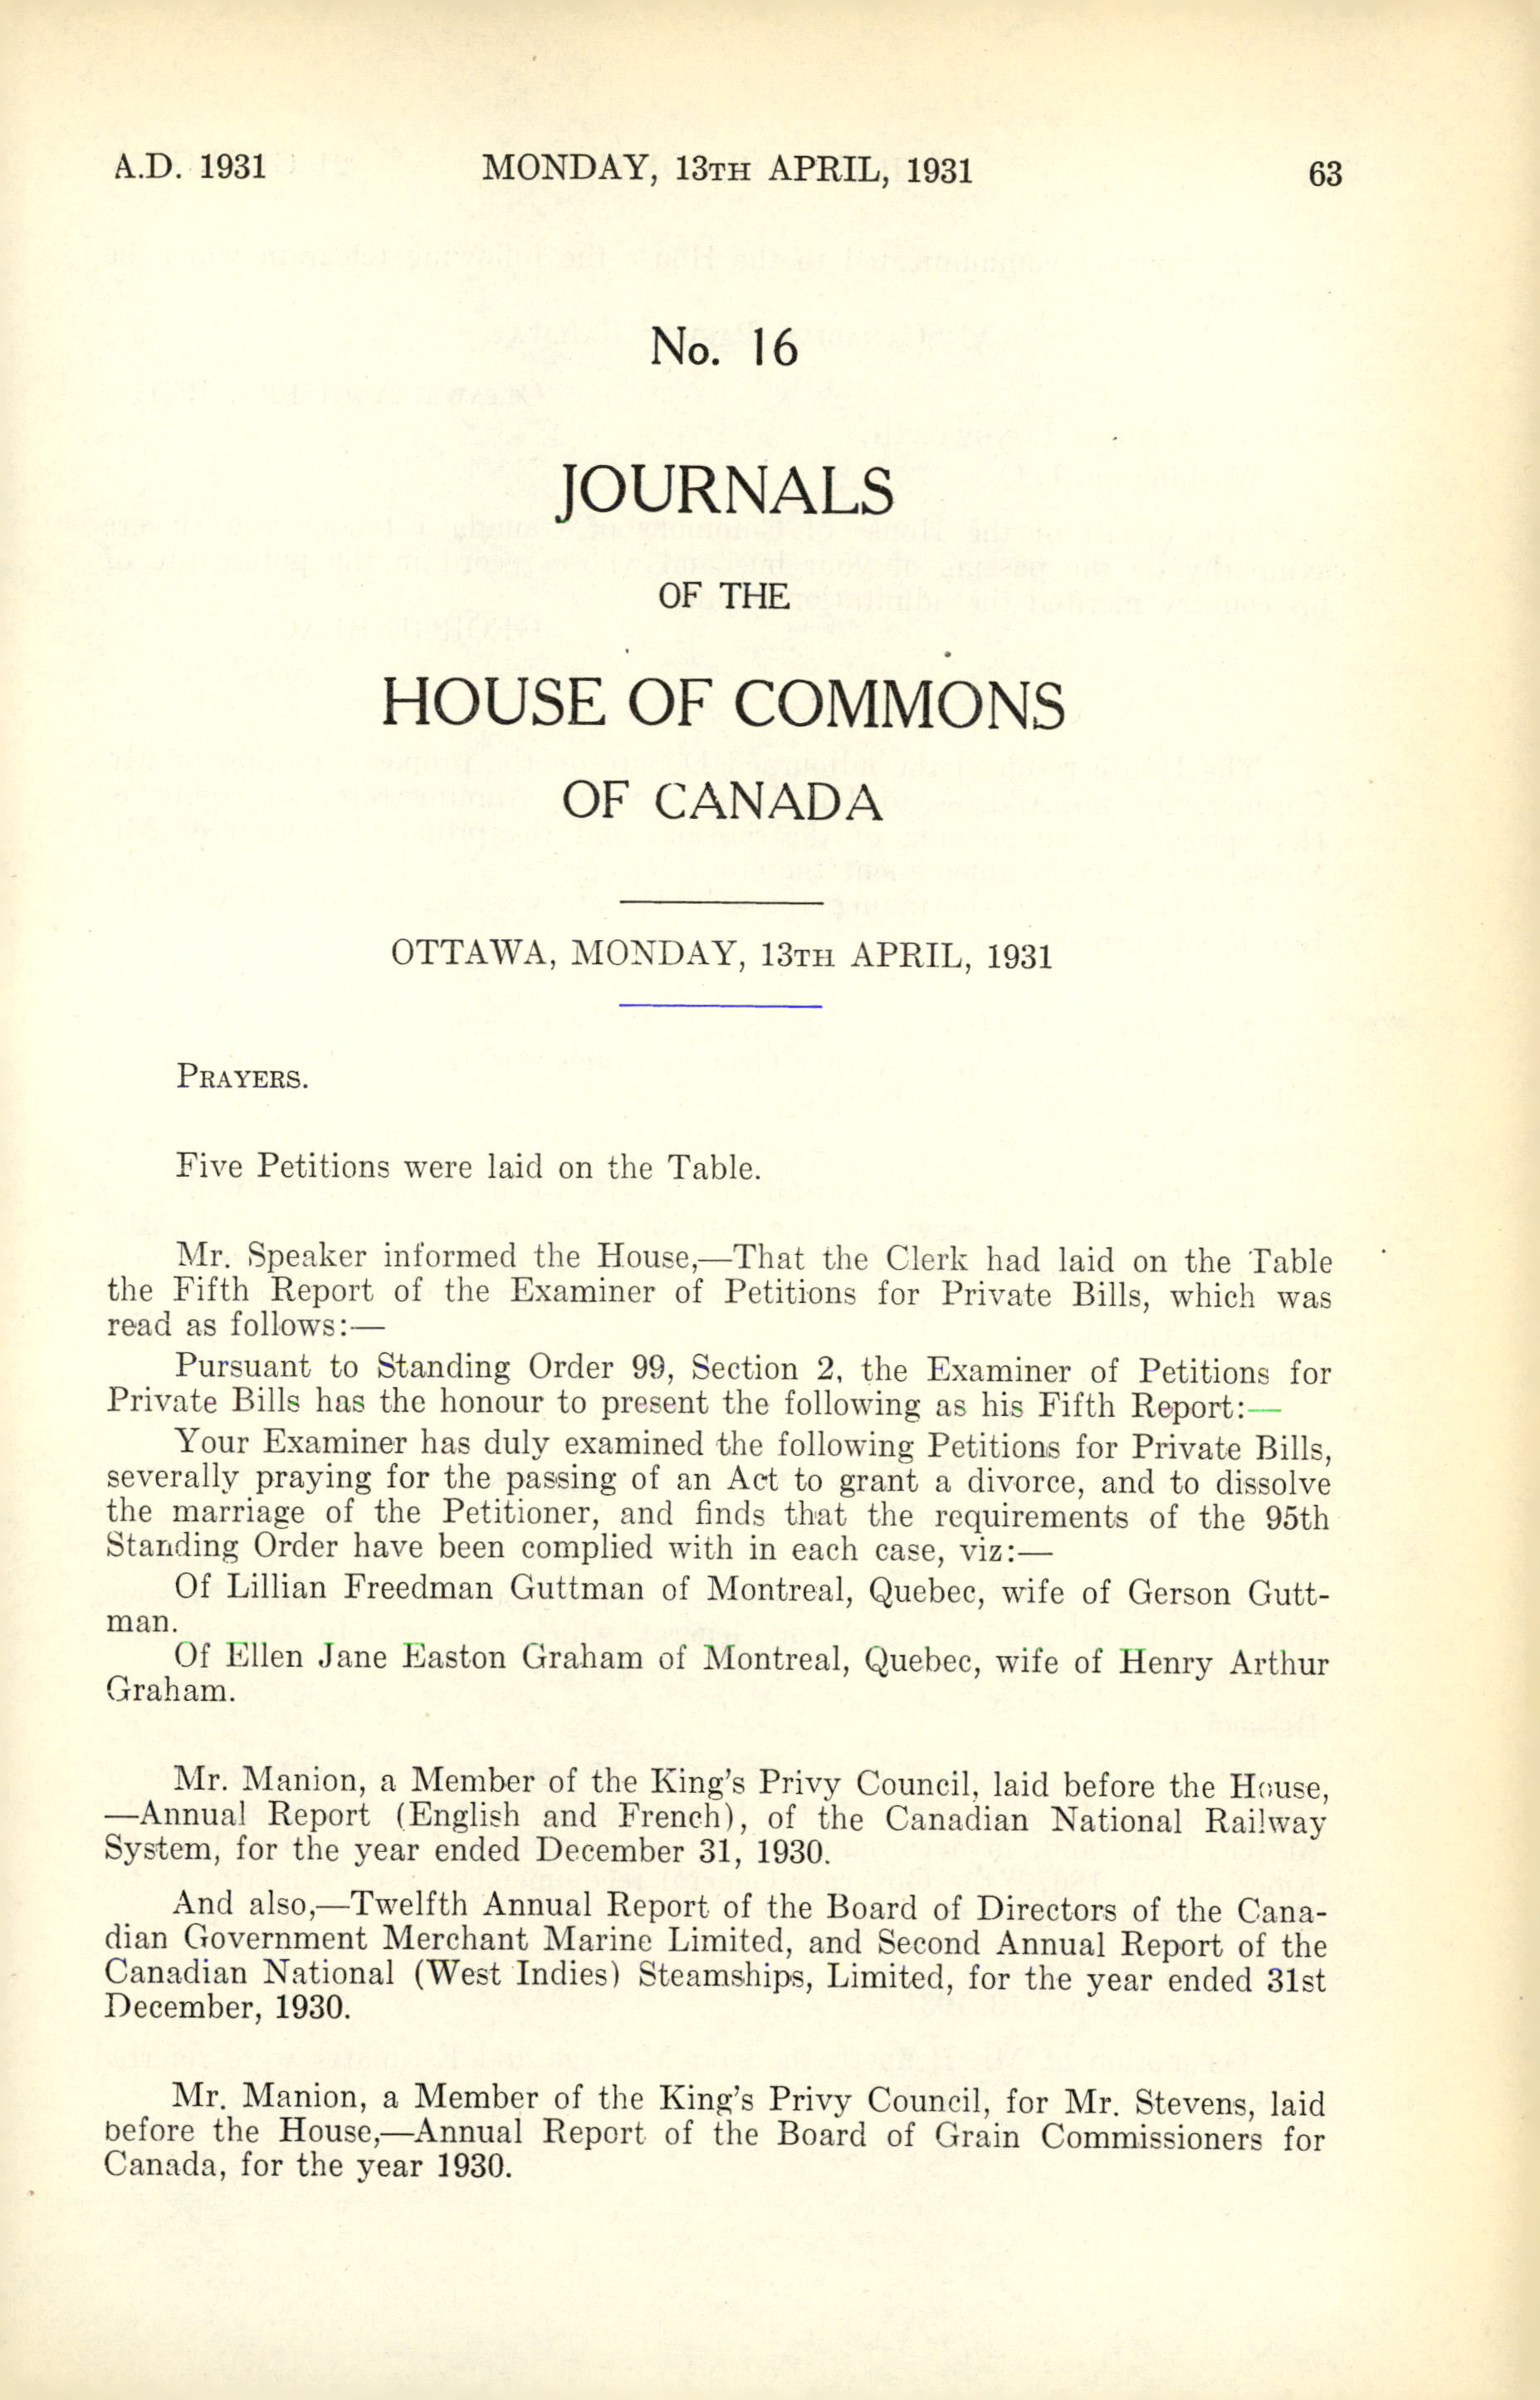 A.D. 1931 MONDAY, 13TH APRIL, 1931 63
No. 16
JOURNALS
OF THE
HOUSE OF COMMONS
OF CANADA
OTTAWA, MONDAY, 13TH APRIL, 1931
PRAYERS.
Five Petitions were laid on the Table.
Mr. Speaker informed the House,—That the Clerk had laid on the Table
the Fifth Report of the Examiner of Petitions for Private Bills, which was
read as follows:—
Pursuant to Standing Order 99, Section 2, the Examiner of Petitions for
Private Bills has the honour to present the following as his Fifth Report:—
Your Examiner has duly examined the following Petitions for Private Bills,
severally praying for the passing of an Act to grant a divorce, and to dissolve
the marriage of the Petitioner, and finds that the requirements of the 95th
Standing Order have been complied with in each case, viz:—
Of Lillian Freedman Guttman of Montreal, Quebec, wife of Gerson Gutt-
man.
Of Ellen Jane Easton Graham of Montreal, Quebec, wife of Henry Arthur
Graham.
Mr. Manion, a Member of the King's Privy Council, laid before the House,
—Annual Report (English and French), of the Canadian National Railway
System, for the year ended December 31, 1930.
And also,—Twelfth Annual Report of the Board of Directors of the Cana-
dian Government Merchant Marine Limited, and Second Annual Report of the
Canadian National (West Indies) Steamships, Limited, for the year ended 31st
December, 1930.
Mr. Manion, a Member of the King's Privy Council, for Mr. Stevens, laid
before the House,—Annual Report of the Board of Grain Commissioners for
Canada, for the year 1930.